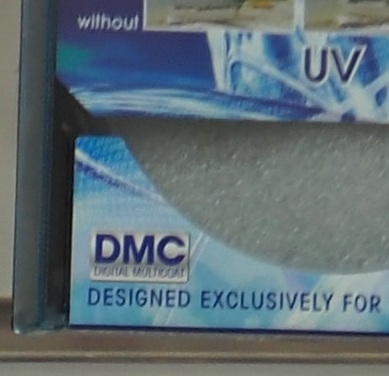 without
UV
DMC
DIGITAL MULTICOAT
DESIGNED EXCLUSIVELY FOR